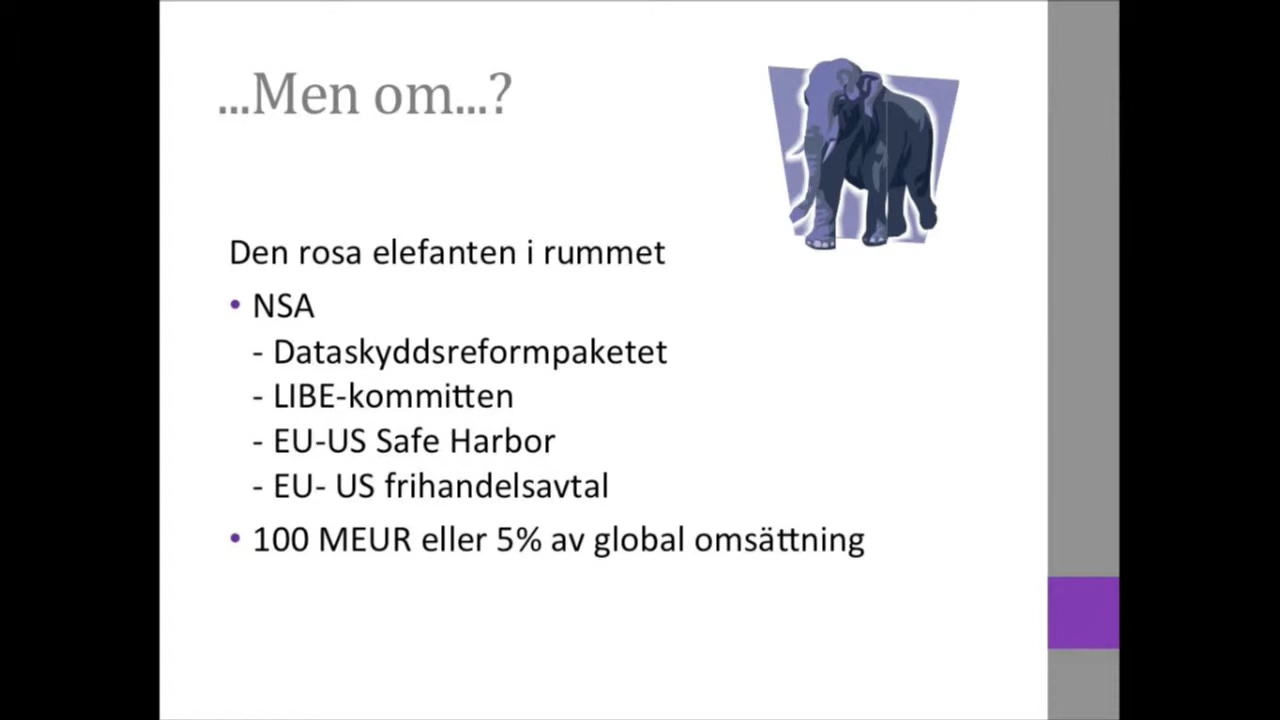 ...Men om...?
Den rosa elefanten i rummet
• NSA
- Dataskyddsreformpaketet
- LIBE-kommitten
- EU-US Safe Harbor
- EU- US frihandelsavtal
• 100 MEUR eller 5% av global omsättning